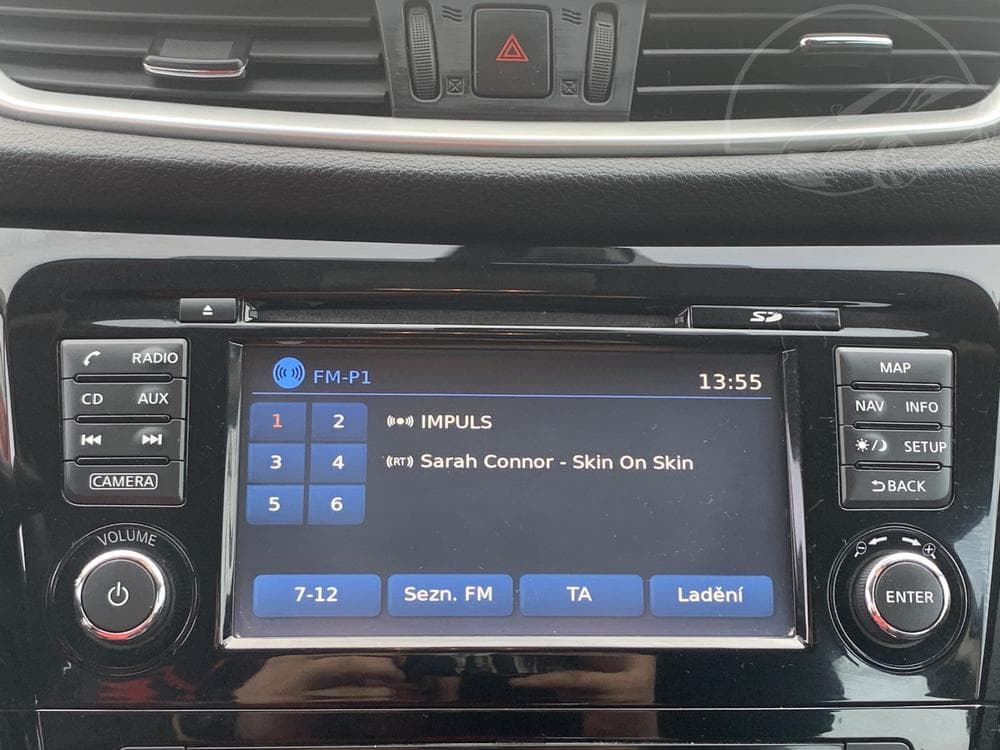 SD
RADIO
CD AUX
CAMERA
VOLUME
FM-P1
13:55
1 2
3 4
5 6
IMPULS
(RT) Sarah Connor - Skin On Skin
7-12 Sezn. FM TA Ladění
MAP
NAV INFO
/ SETUP
BACK
ENTER